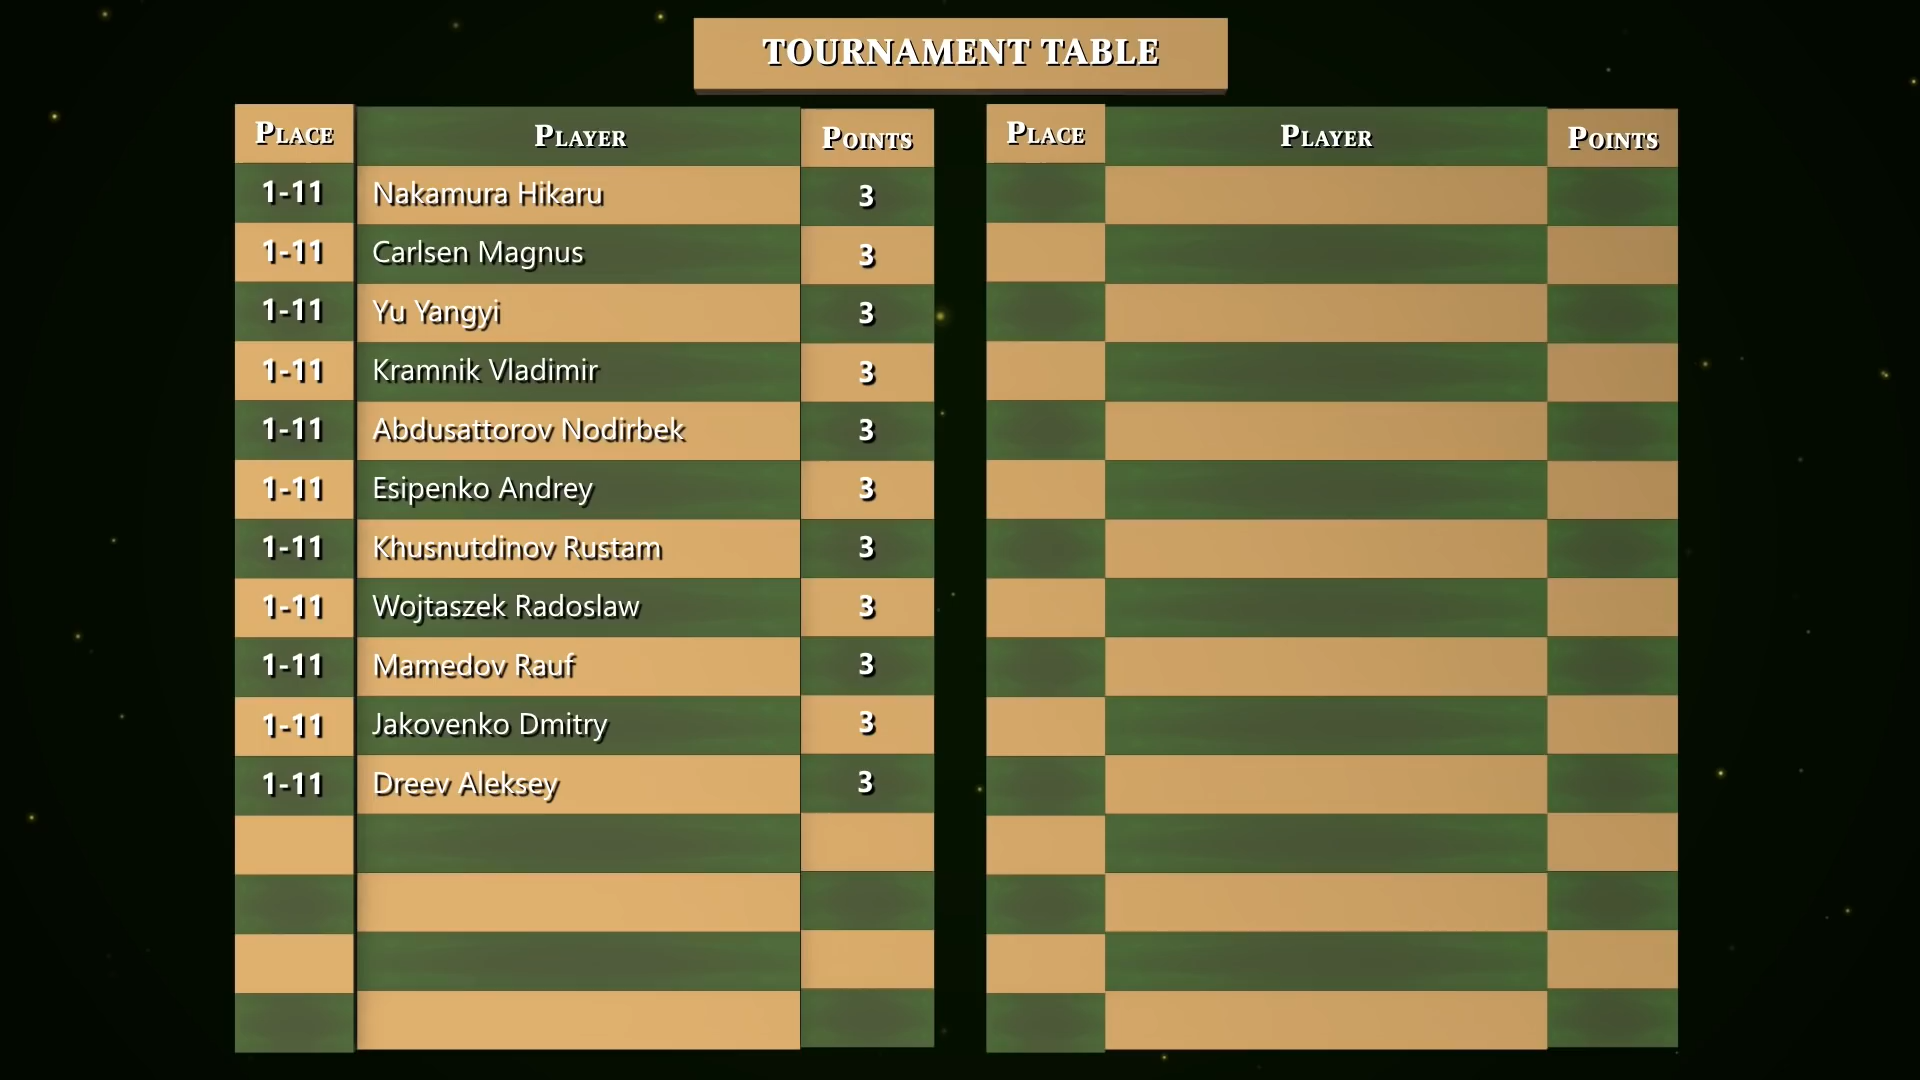 TOURNAMENT TABLE
PLACE PLAYER POINTS PLACE PLAYER POINTS
1-11 Nakamura Hikaru 3
1-11 Carlsen Magnus 3
1-11 Yu Yangyi 3
1-11 Kramnik Vladimir 3
1-11 Abdusattorov Nodirbek 3
1-11 Esipenko Andrey 3
1-11 Khusnutdinov Rustam 3
1-11 Wojtaszek Radoslaw 3
1-11 Mamedov Rauf 3
1-11 Jakovenko Dmitry 3
1-11 Dreev Aleksey 3